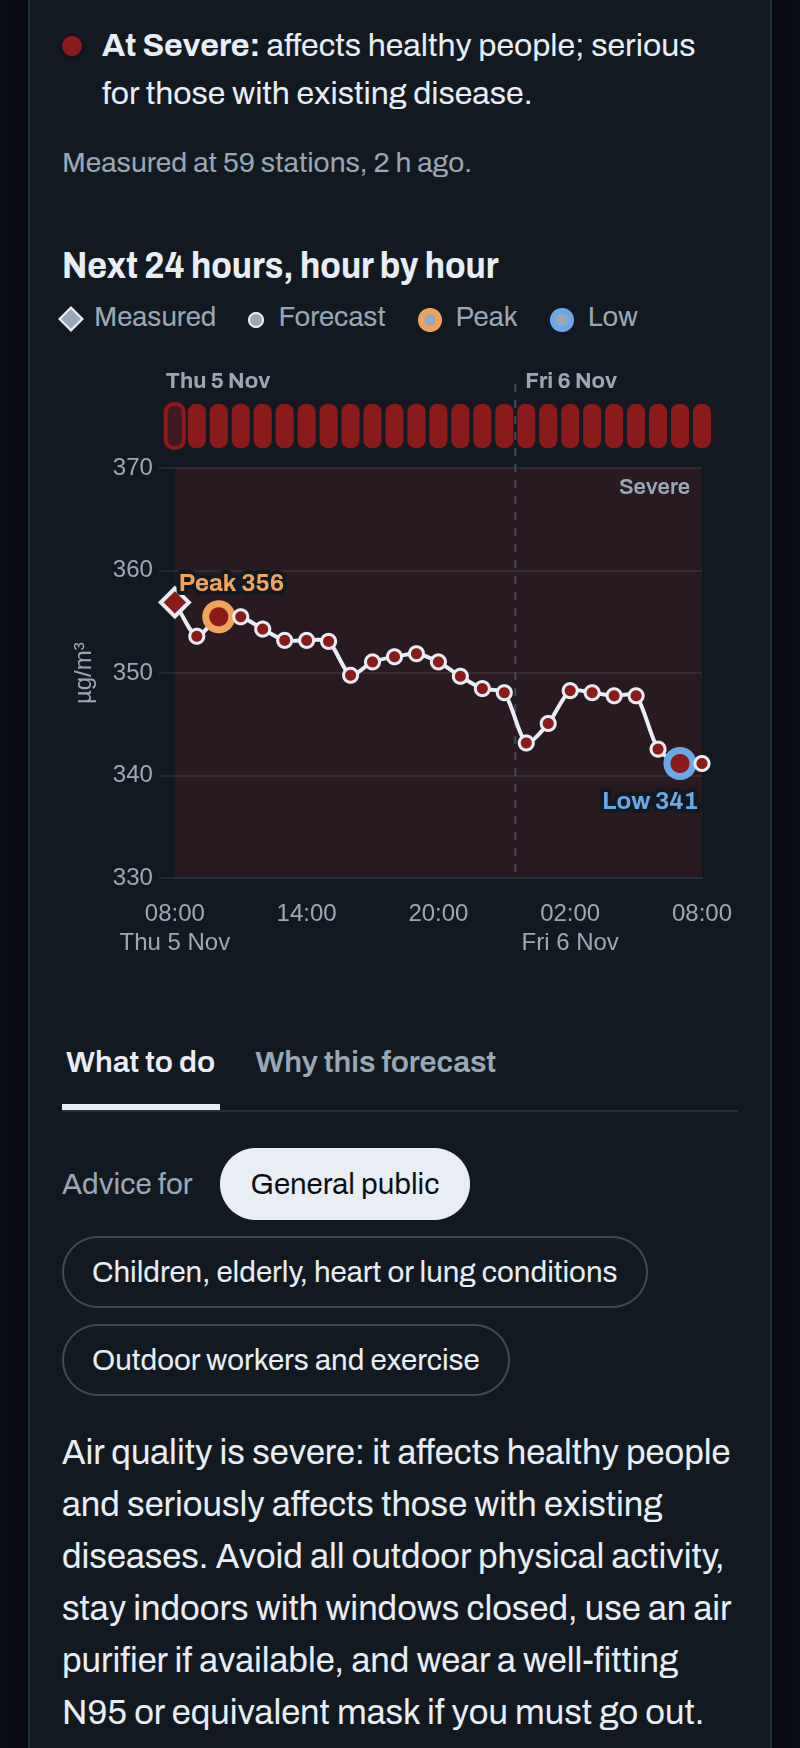 At Severe: affects healthy people; serious
for those with existing disease.
Measured at 59 stations, 2 h ago.
Next 24 hours, hour by hour
Measured Forecast Peak Low
Thu 5 Nov Fri 6 Nov
370
Severe
360
Peak 356
350
µg/m³
340
Low 341
330
08:00 14:00 20:00 02:00 08:00
Thu 5 Nov Fri 6 Nov
What to do Why this forecast
Advice for General public
Children, elderly, heart or lung conditions
Outdoor workers and exercise
Air quality is severe: it affects healthy people
and seriously affects those with existing
diseases. Avoid all outdoor physical activity,
stay indoors with windows closed, use an air
purifier if available, and wear a well-fitting
N95 or equivalent mask if you must go out.